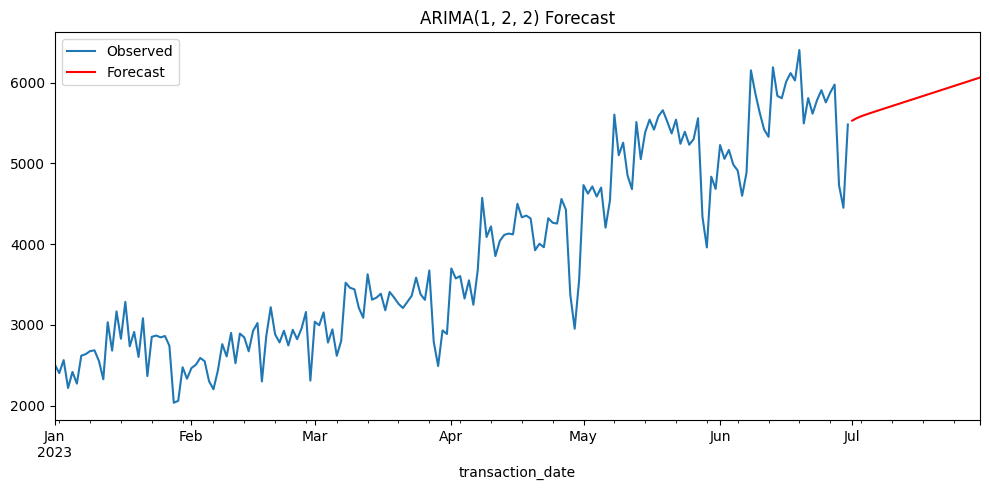 ARIMA(1, 2, 2) Forecast
Observed
Forecast
6000
5000
4000
3000
2000
Jan Feb Mar Apr May Jun Jul
2023
transaction_date